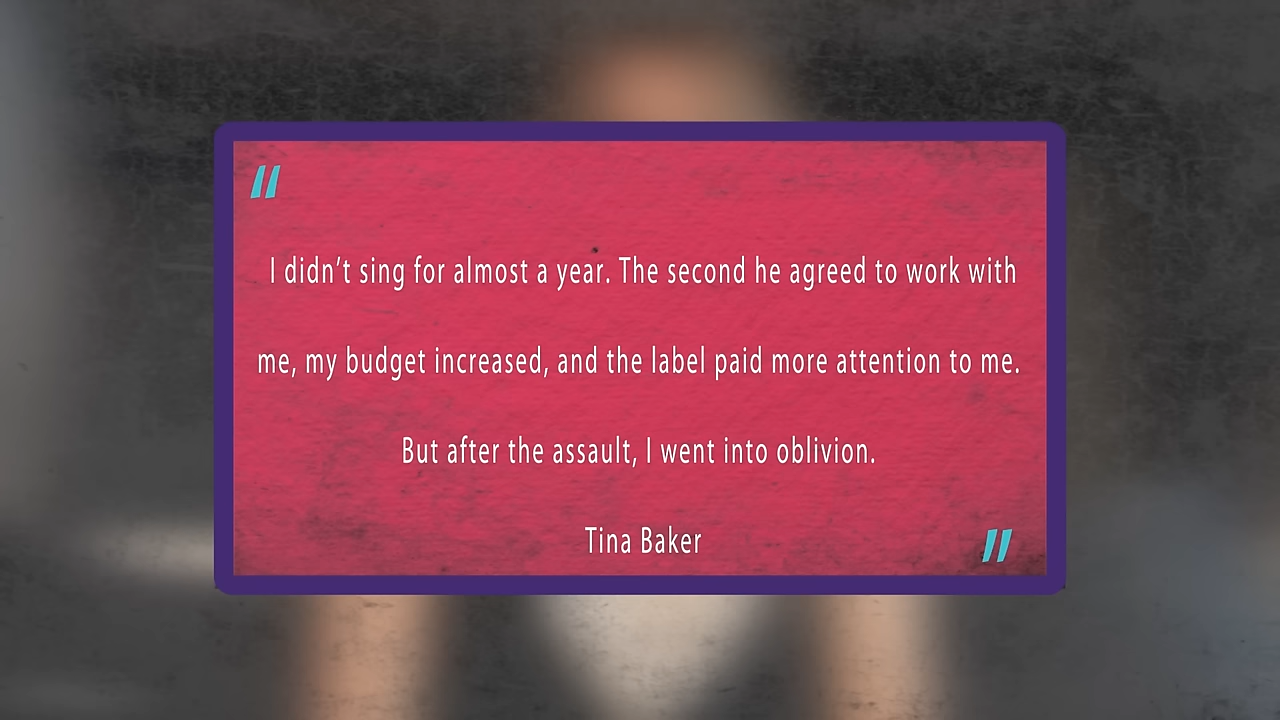 "
I didn’t sing for almost a year. The second he agreed to work with
me, my budget increased, and the label paid more attention to me.
But after the assault, I went into oblivion.
Tina Baker
"